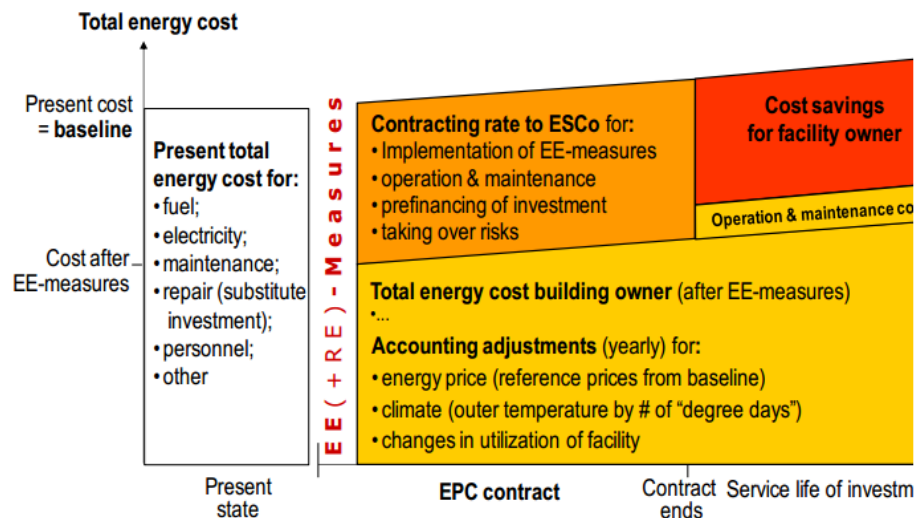 Total energy cost
Present cost
= baseline
Cost after
EE-measures
Present total
energy cost for:
• fuel;
• electricity;
• maintenance;
• repair (substitute
investment);
• personnel;
• other
EE(+RE)-Measures
Contracting rate to ESCo for:
• Implementation of EE-measures
• operation & maintenance
• prefinancing of investment
• taking over risks
Cost savings
for facility owner
Operation & maintenance co
Total energy cost building owner (after EE-measures)
•...
Accounting adjustments (yearly) for:
• energy price (reference prices from baseline)
• climate (outer temperature by # of “degree days”)
• changes in utilization of facility
Present
state
EPC contract
Contract
ends
Service life of investm